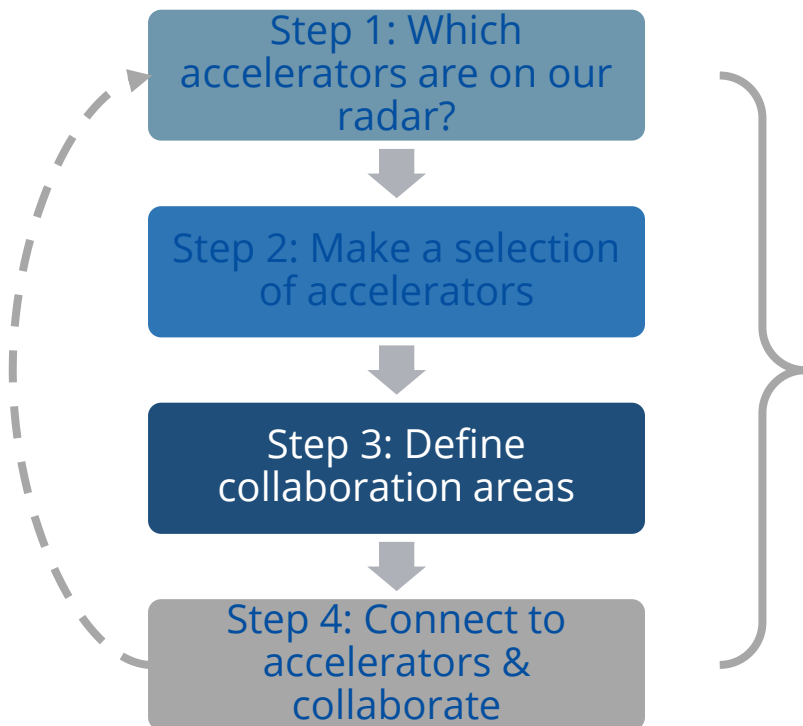 Step 1: Which
accelerators are on our
radar?
Step 2: Make a selection
of accelerators
Step 3: Define
collaboration areas
Step 4: Connect to
accelerators &
collaborate